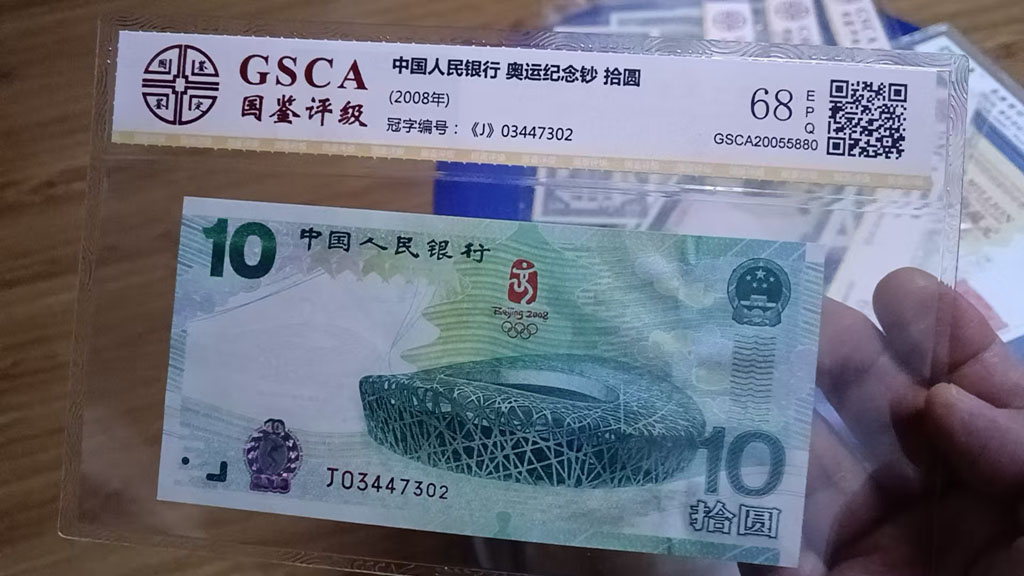 GSCA
国鉴评级
中国人民银行 奥运纪念钞 拾圆
(2008年)
冠字编号：《J》03447302
68
EPQ
GSCA20055880
10
中国人民银行
Beijing 2008
J03447302
10
拾圆